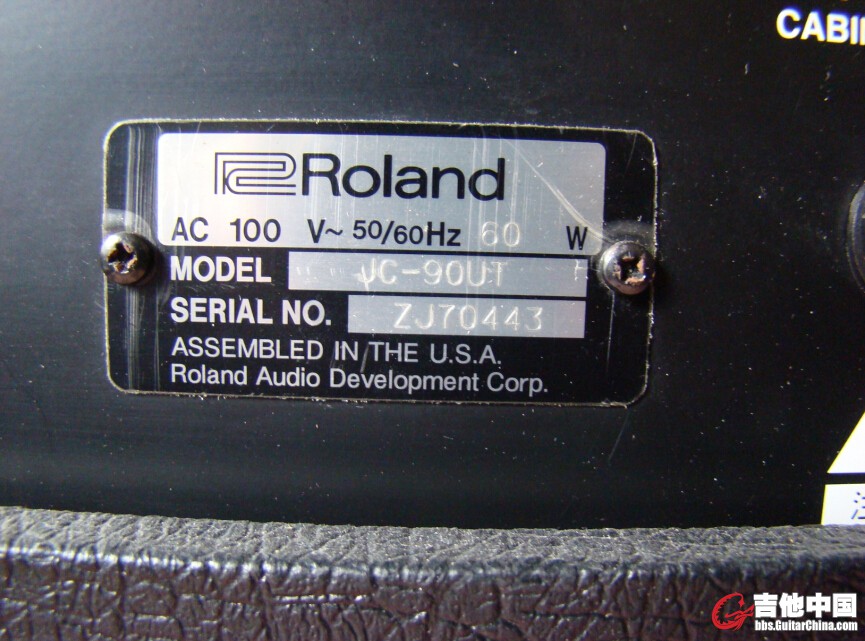 CABI
Roland
AC 100 V~ 50/60Hz 60 W
MODEL JC-90UT
SERIAL NO. ZJ70443
ASSEMBLED IN THE U.S.A.
Roland Audio Development Corp.
注
吉他中国
bbs.GuitarChina.com